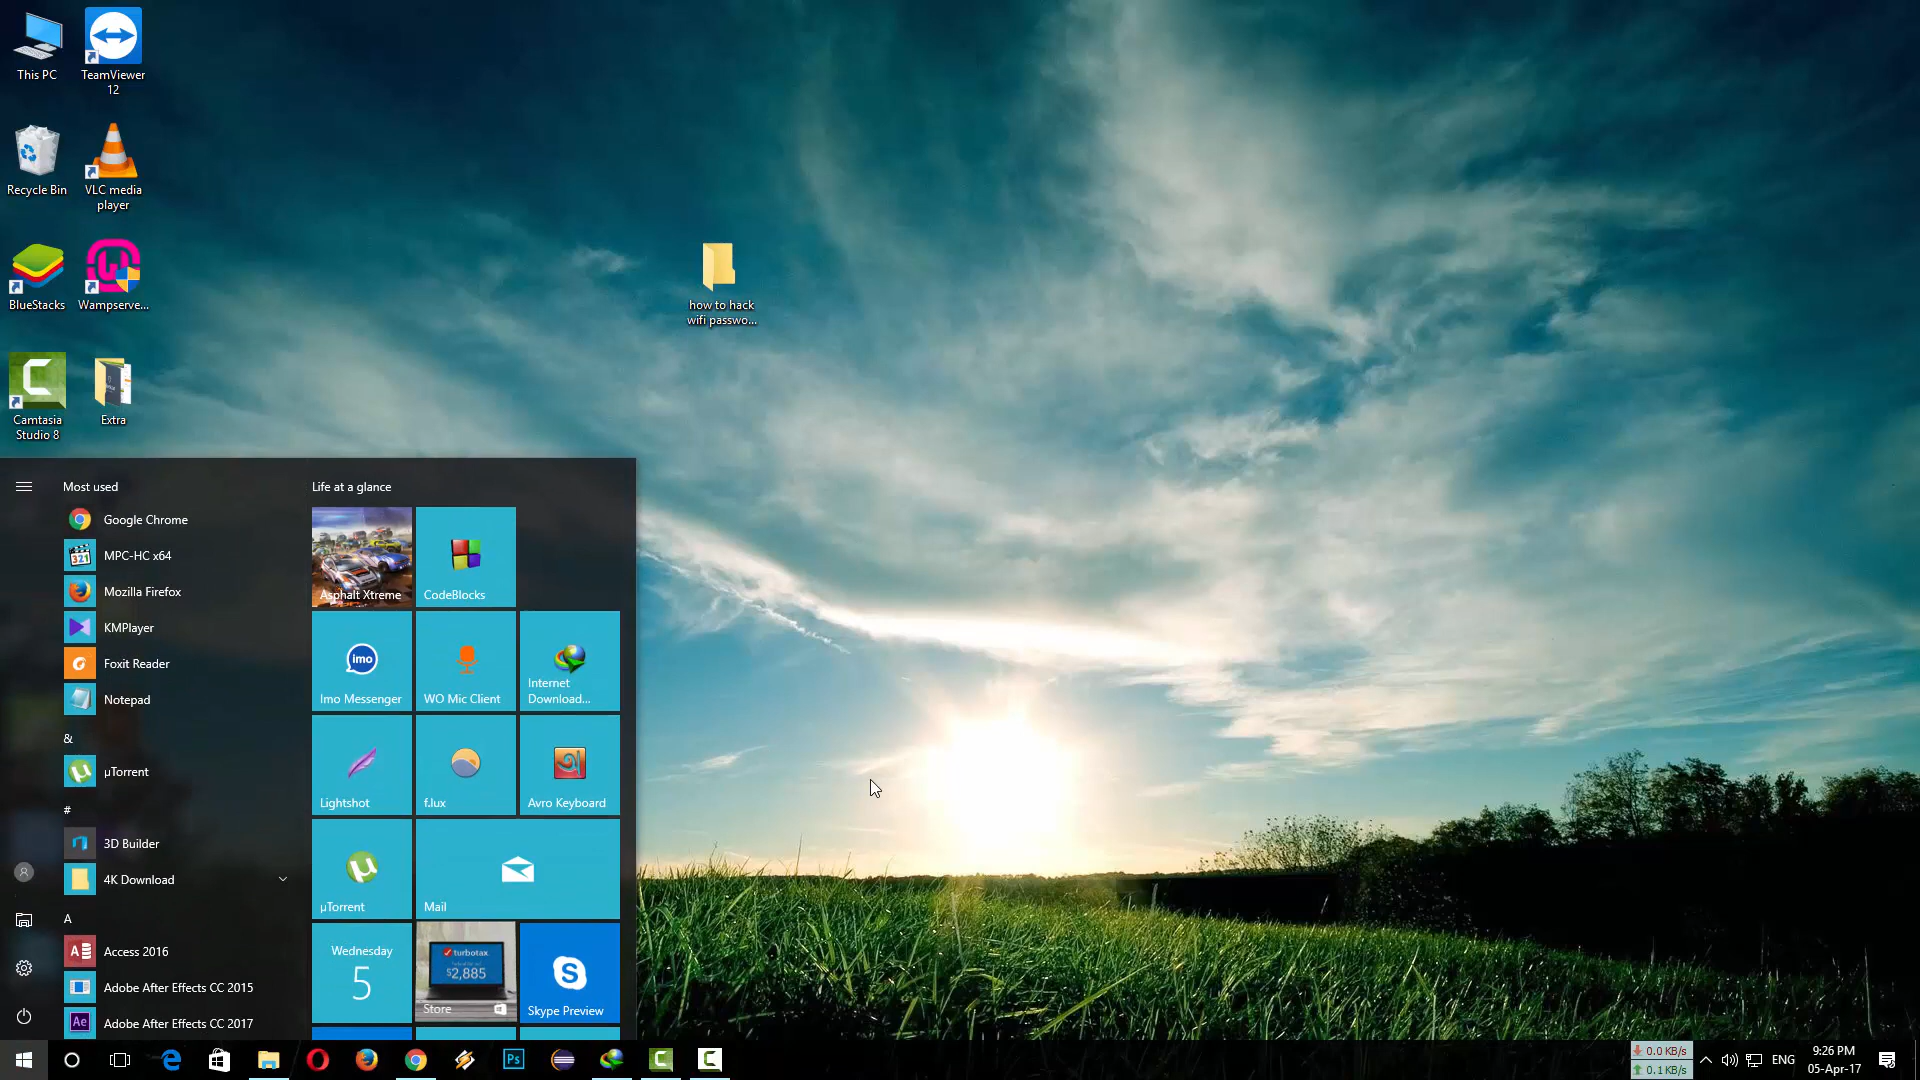 This PC
TeamViewer
12
Recycle Bin
VLC media
player
BlueStacks
Wampserve...
Camtasia
Studio 8
Extra
how to hack
wifi passwo...
Most used
Google Chrome
MPC-HC x64
Mozilla Firefox
KMPlayer
Foxit Reader
Notepad
&
µTorrent
#
3D Builder
4K Download
A
Access 2016
Adobe After Effects CC 2015
Adobe After Effects CC 2017
Life at a glance
Asphalt Xtreme
CodeBlocks
imo
Imo Messenger
WO Mic Client
Internet
Download...
Lightshot
f.lux
Avro Keyboard
µTorrent
Mail
Wednesday
5
turbotax
$2,885
Store
Skype Preview
0.0 KB/s
0.1 KB/s
ENG
9:26 PM
05-Apr-17